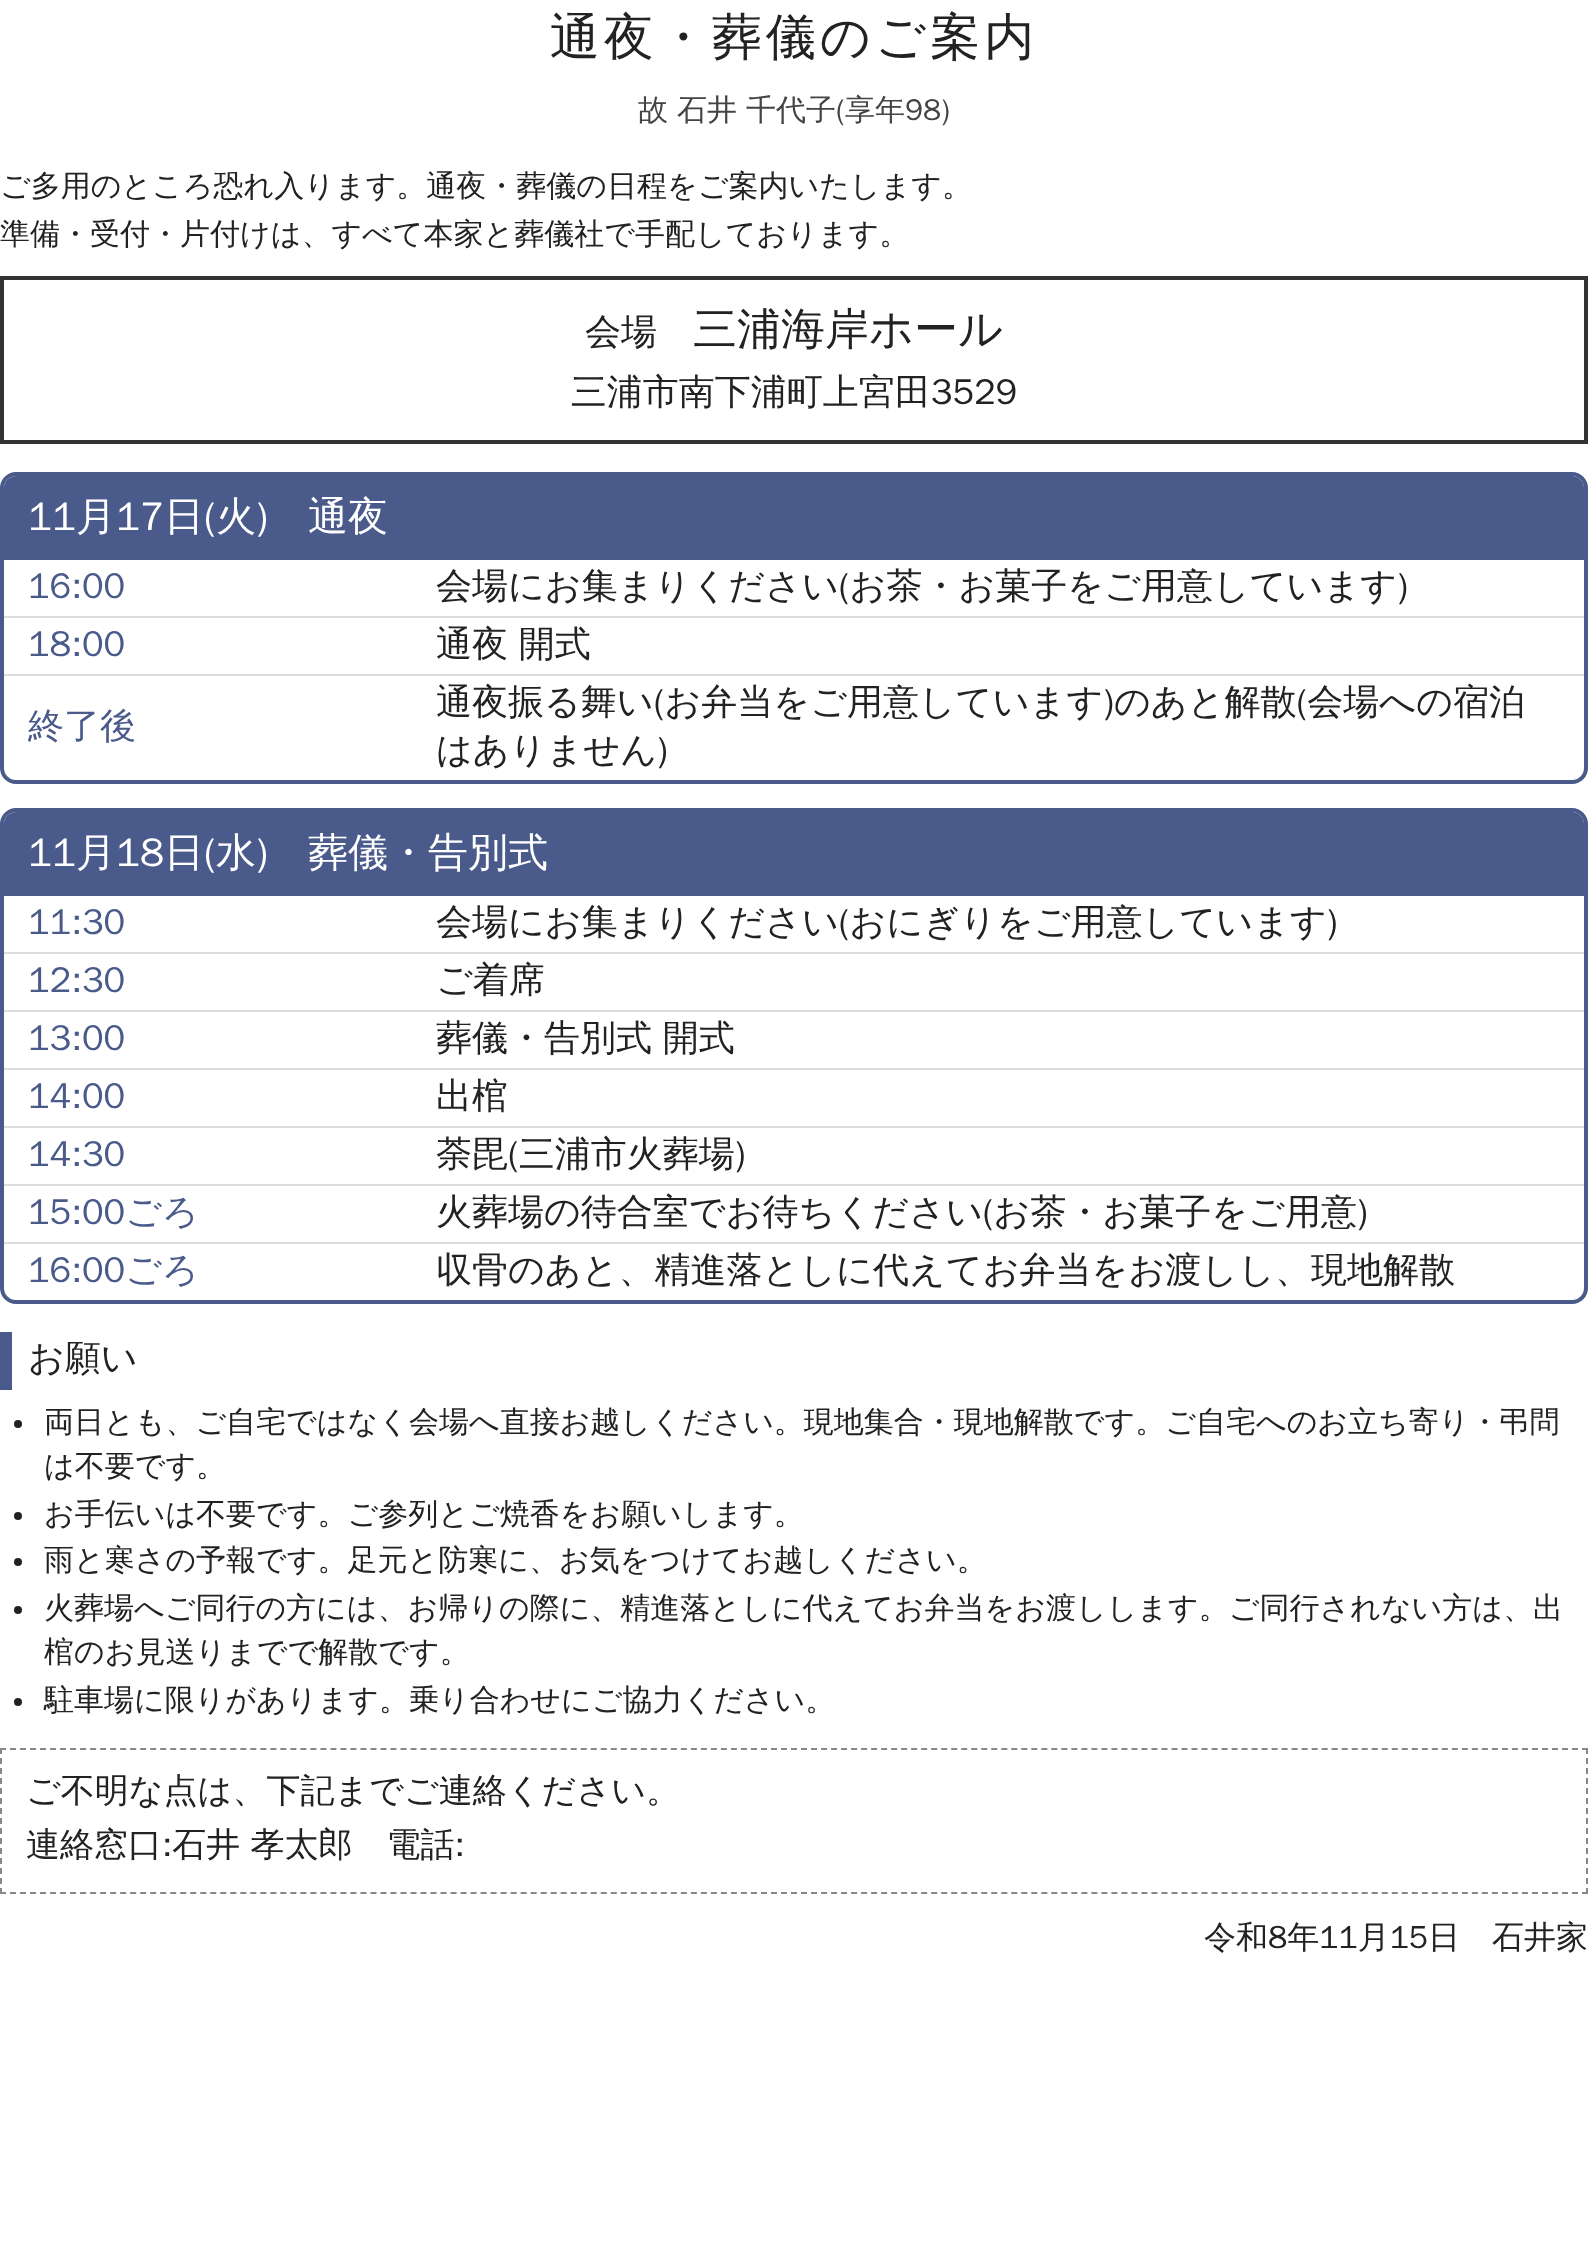 通夜・葬儀のご案内
故 石井 千代子(享年98)
ご多用のところ恐れ入ります。通夜・葬儀の日程をご案内いたします。
準備・受付・片付けは、すべて本家と葬儀社で手配しております。
会場　三浦海岸ホール
三浦市南下浦町上宮田3529
11月17日(火)　通夜
16:00　会場にお集まりください(お茶・お菓子をご用意しています)
18:00　通夜 開式
終了後　通夜振る舞い(お弁当をご用意しています)のあと解散(会場への宿泊
はありません)
11月18日(水)　葬儀・告別式
11:30　会場にお集まりください(おにぎりをご用意しています)
12:30　ご着席
13:00　葬儀・告別式 開式
14:00　出棺
14:30　荼毘(三浦市火葬場)
15:00ごろ　火葬場の待合室でお待ちください(お茶・お菓子をご用意)
16:00ごろ　収骨のあと、精進落としに代えてお弁当をお渡しし、現地解散
お願い
• 両日とも、ご自宅ではなく会場へ直接お越しください。現地集合・現地解散です。ご自宅へのお立ち寄り・弔問
は不要です。
• お手伝いは不要です。ご参列とご焼香をお願いします。
• 雨と寒さの予報です。足元と防寒に、お気をつけてお越しください。
• 火葬場へご同行の方には、お帰りの際に、精進落としに代えてお弁当をお渡しします。ご同行されない方は、出
棺のお見送りまでで解散です。
• 駐車場に限りがあります。乗り合わせにご協力ください。
ご不明な点は、下記までご連絡ください。
連絡窓口:石井 孝太郎　電話:
令和8年11月15日　石井家